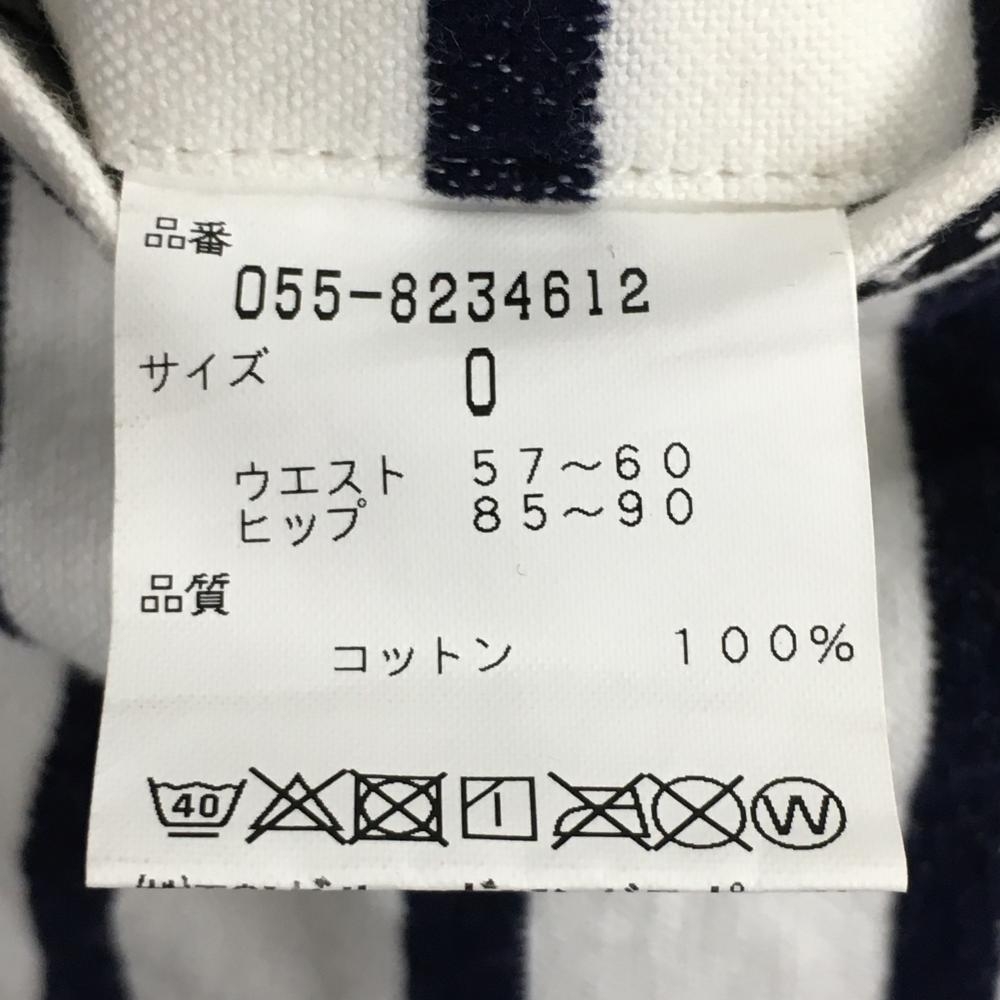 品番
055-8234612
サイズ 0
ウエスト 57~60
ヒップ 85~90
品質
コットン 100%
40 W